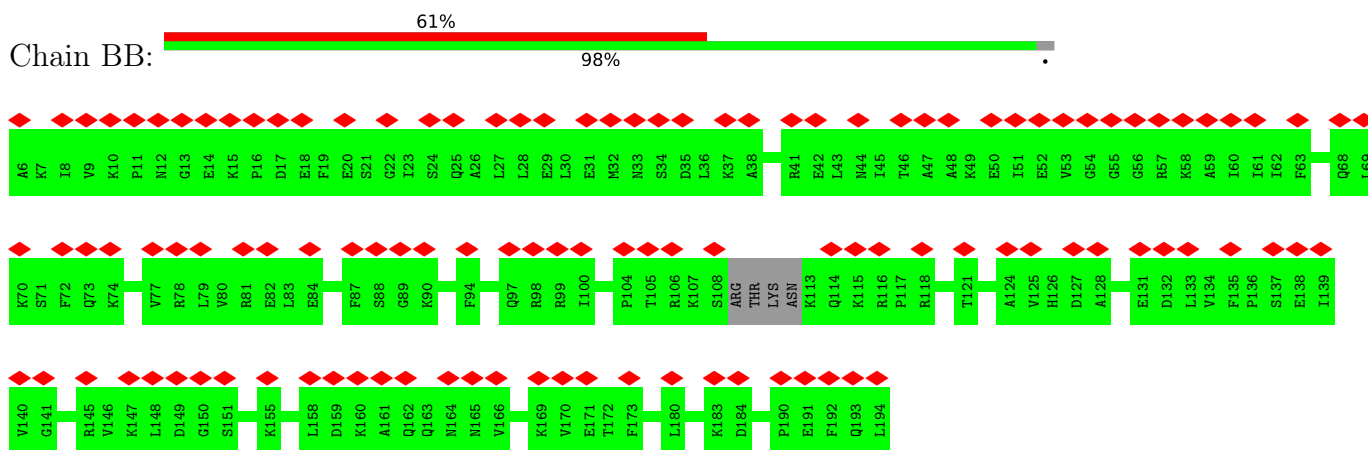 61%
Chain BB:
98%
•
A6 K7 I8 V9 K10 P11 N12 G13 E14 K15 P16 D17 E18 F19 E20 S21 G22 I23 S24 Q25 A26 L27 L28 E29 L30 E31 M32 N33 S34 D35 L36 K37 A38 R41 E42 L43 N44 I45 T46 A47 A48 K49 E50 I51 E52 V53 G54 G55 G56 R57 K58 A59 I60 I61 I62 F63 Q68 L69
K70 S71 F72 Q73 K74 V77 R78 L79 V80 R81 E82 L83 E84 F87 S88 G89 K90 F94 Q97 R98 R99 I100 P104 T105 R106 K107 S108 ARG THR LYS ASN K113 Q114 K115 R116 P117 R118 T121 A124 V125 H126 D127 A128 E131 D132 L133 V134 F135 P136 S137 E138 I139
V140 G141 R145 V146 K147 L148 D149 G150 S151 K155 L158 D159 K160 A161 Q162 Q163 N164 N165 V166 K169 V170 E171 T172 F173 L180 K183 D184 P190 E191 F192 Q193 L194